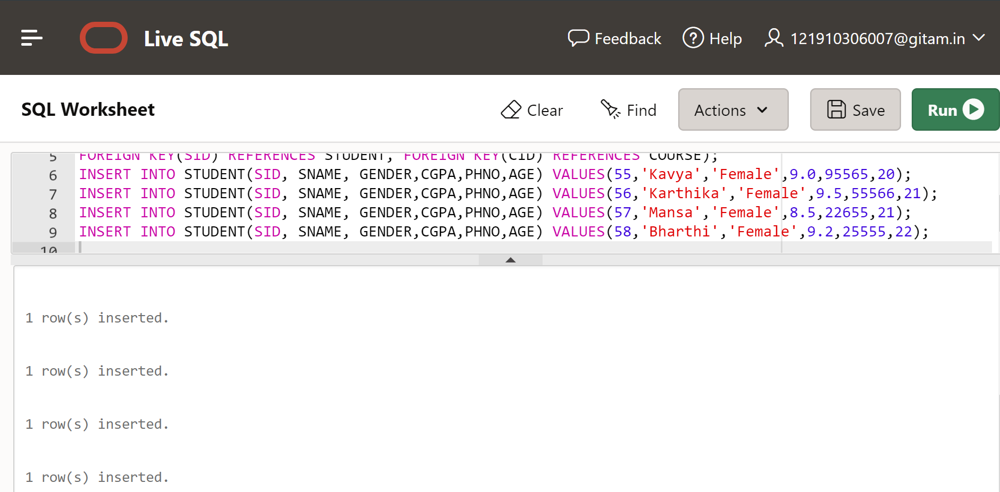 Live SQL
Feedback
Help
121910306007@gitam.in
SQL Worksheet
Clear
Find
Actions
Save
Run
5 FOREIGN KEY(SID) REFERENCES STUDENT, FOREIGN KEY(CID) REFERENCES COURSE);
6 INSERT INTO STUDENT(SID, SNAME, GENDER,CGPA,PHNO,AGE) VALUES(55,'Kavya','Female',9.0,95565,20);
7 INSERT INTO STUDENT(SID, SNAME, GENDER,CGPA,PHNO,AGE) VALUES(56,'Karthika','Female',9.5,55566,21);
8 INSERT INTO STUDENT(SID, SNAME, GENDER,CGPA,PHNO,AGE) VALUES(57,'Mansa','Female',8.5,22655,21);
9 INSERT INTO STUDENT(SID, SNAME, GENDER,CGPA,PHNO,AGE) VALUES(58,'Bharthi','Female',9.2,25555,22);
10
1 row(s) inserted.
1 row(s) inserted.
1 row(s) inserted.
1 row(s) inserted.